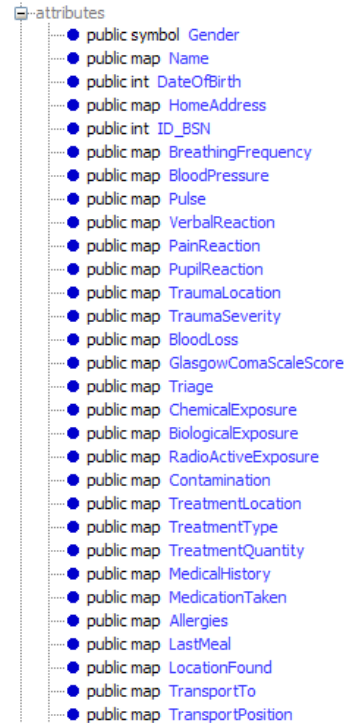 attributes
public symbol Gender
public map Name
public int DateOfBirth
public map HomeAddress
public int ID_BSN
public map BreathingFrequency
public map BloodPressure
public map Pulse
public map VerbalReaction
public map PainReaction
public map PupilReaction
public map TraumaLocation
public map TraumaSeverity
public map BloodLoss
public map GlasgowComaScaleScore
public map Triage
public map ChemicalExposure
public map BiologicalExposure
public map RadioActiveExposure
public map Contamination
public map TreatmentLocation
public map TreatmentType
public map TreatmentQuantity
public map MedicalHistory
public map MedicationTaken
public map Allergies
public map LastMeal
public map LocationFound
public map TransportTo
public map TransportPosition